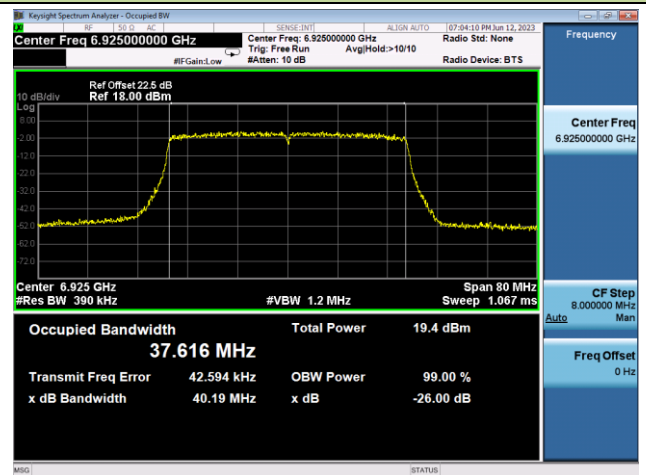 Keysight Spectrum Analyzer - Occupied BW
RF 50 Ω AC SENSE:INT ALIGN AUTO 07:04:10 PM Jun 12, 2023
Center Freq 6.925000000 GHz
Center Freq: 6.925000000 GHz
Radio Std: None
Trig: Free Run Avg|Hold:>10/10
#IFGain:Low
#Atten: 10 dB
Radio Device: BTS
Frequency
Ref Offset 22.5 dB
10 dB/div Ref 18.00 dBm
Log
8.00
-2.00
-12.0
-22.0
-32.0
-42.0
-52.0
-62.0
-72.0
Center 6.925 GHz Span 80 MHz
#Res BW 390 kHz #VBW 1.2 MHz Sweep 1.067 ms
Occupied Bandwidth Total Power 19.4 dBm
37.616 MHz
Transmit Freq Error 42.594 kHz OBW Power 99.00 %
x dB Bandwidth 40.19 MHz x dB -26.00 dB
Center Freq
6.925000000 GHz
CF Step
8.000000 MHz
Auto Man
Freq Offset
0 Hz
MSG STATUS